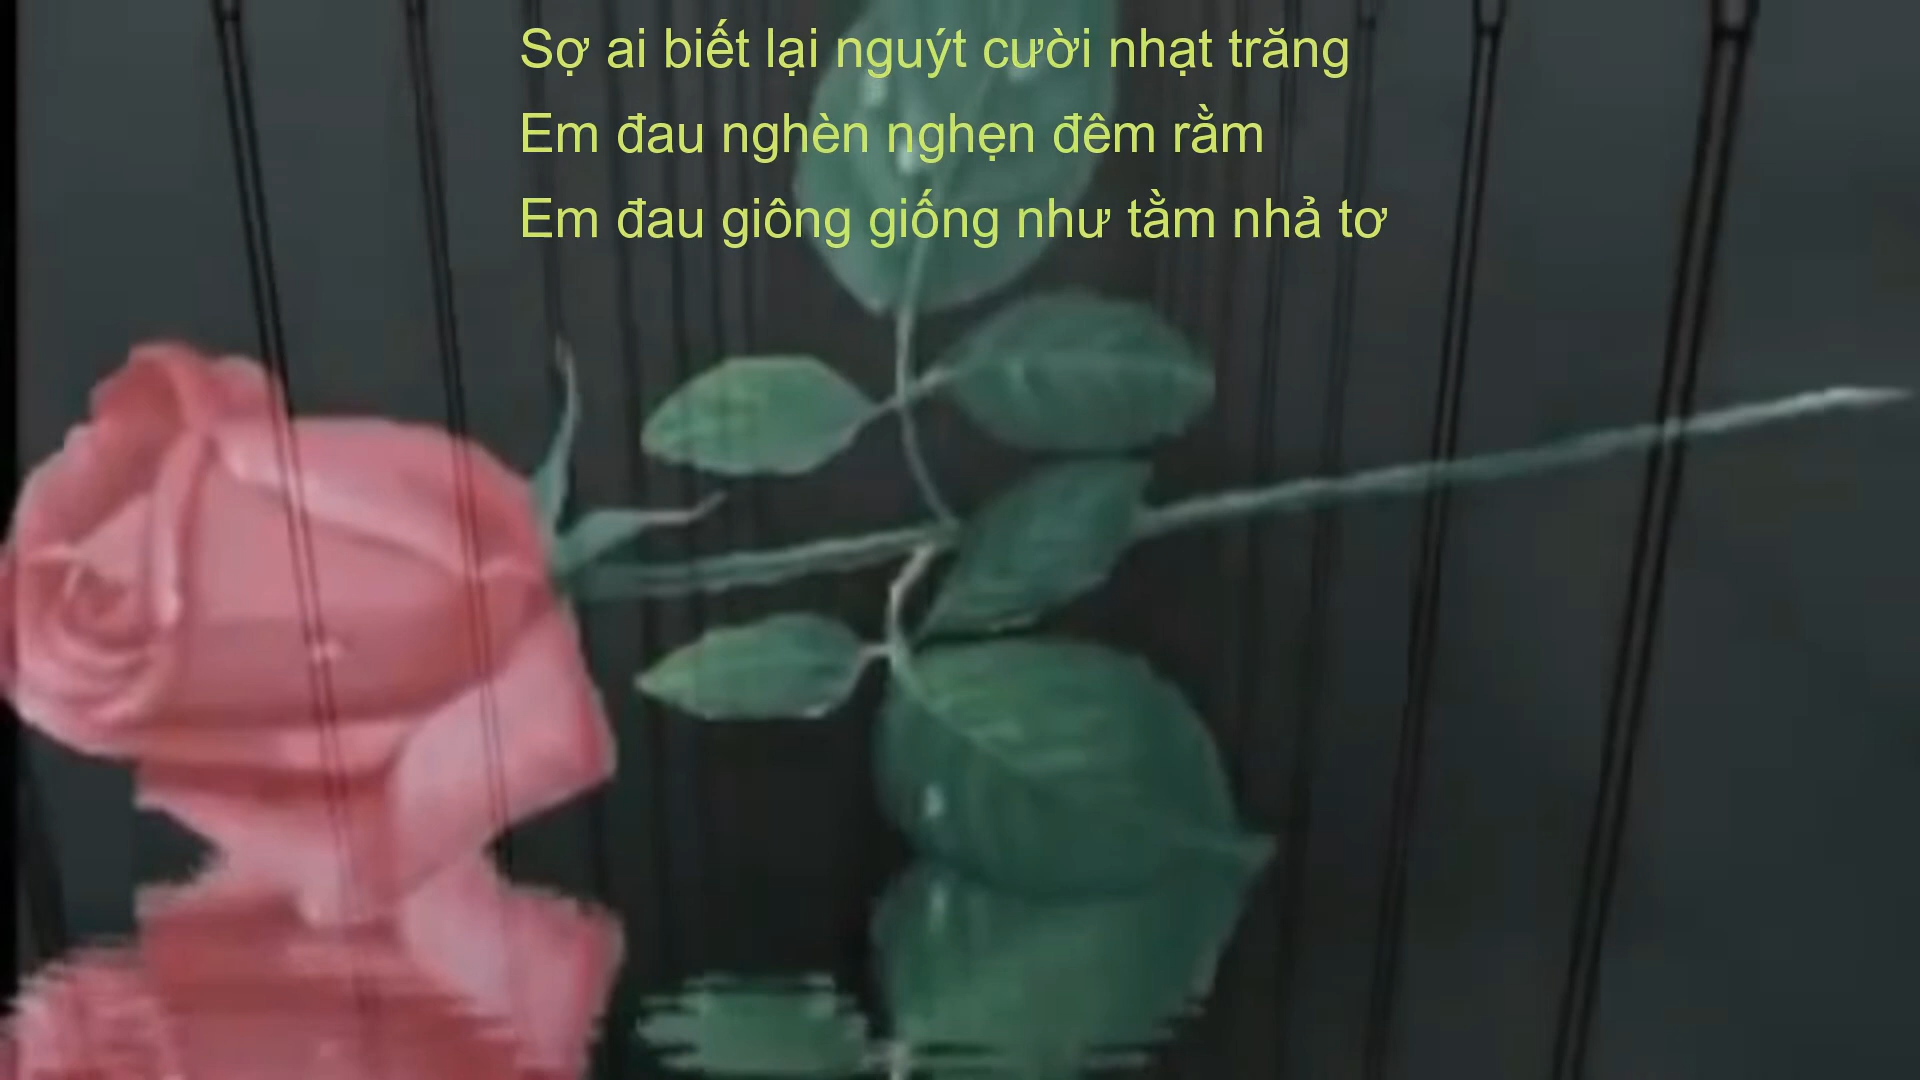 Sợ ai biết lại nguýt cười nhạt trăng
Em đau nghèn nghẹn đêm rằm
Em đau giông giống như tằm nhả tơ